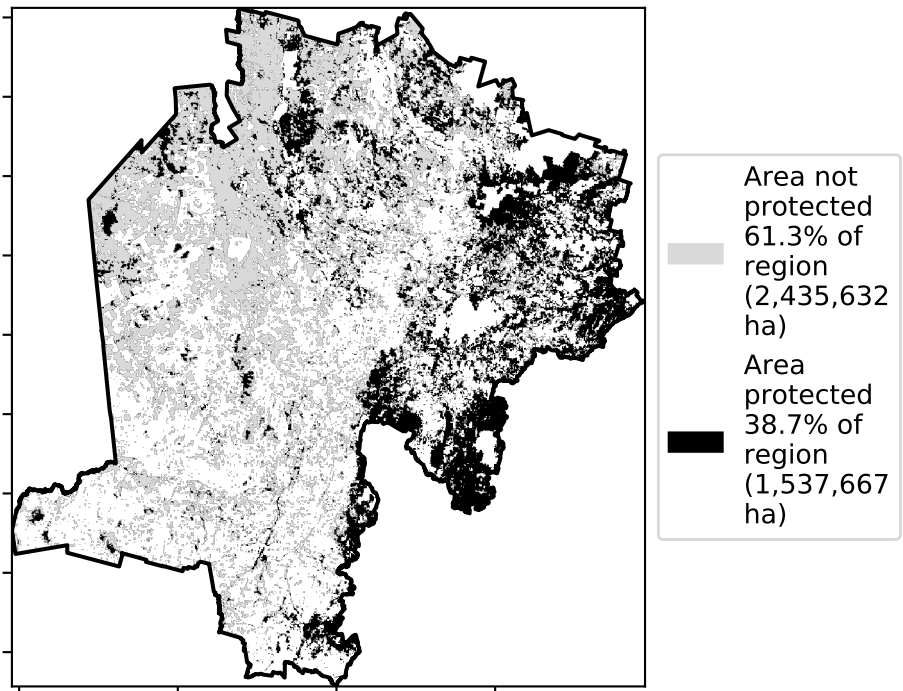 Area not
protected
61.3% of
region
(2,435,632
ha)
Area
protected
38.7% of
region
(1,537,667
ha)